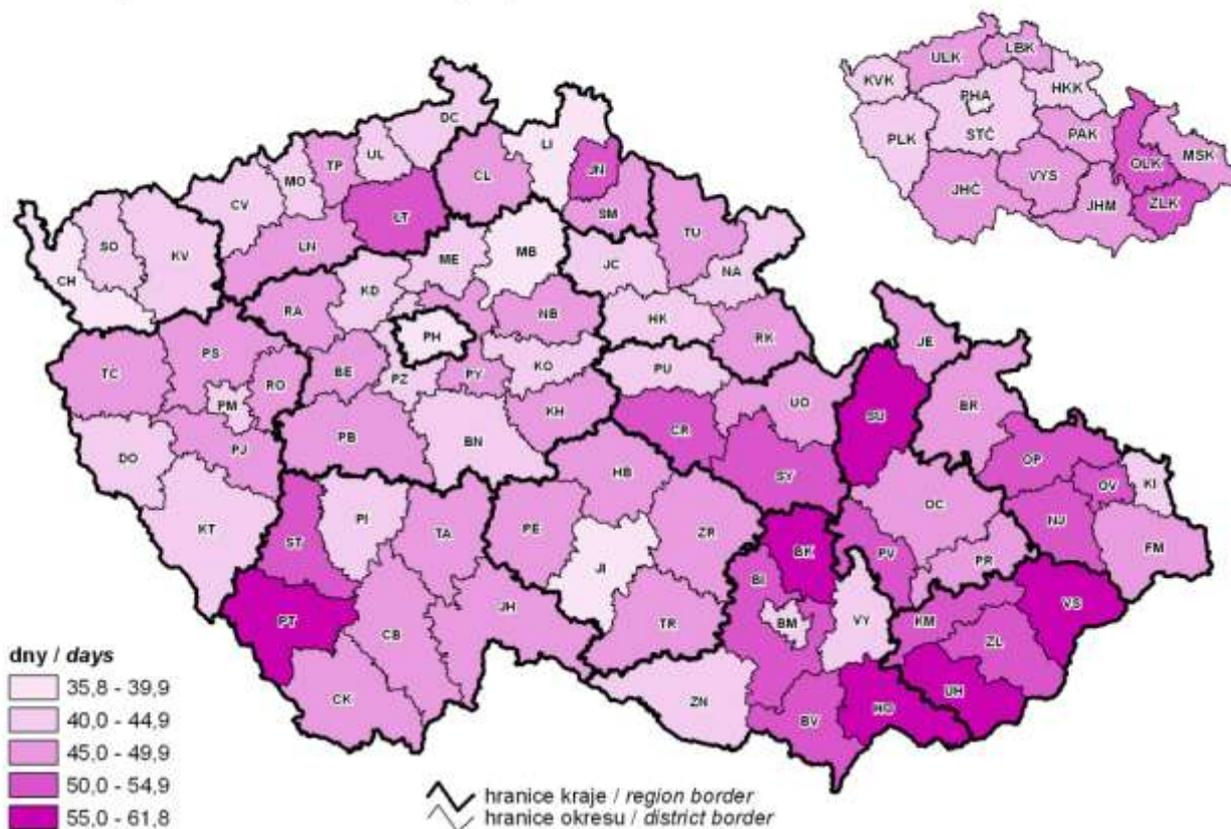 ULK
LBK
KVK
HKK
PHA
STČ
PLK
PAK
OLK
MSK
JHČ
VYS
JHM
ZLK
DC
LI
UL
TP
MO
CL
JN
CV
LT
SM
SO
KV
LN
TU
CH
ME
MB
JC
NA
KD
RA
NB
HK
PH
RK
JE
TC
PS
RO
BE
PZ
PY
KO
PU
PM
KH
UO
SU
BR
PB
BN
CR
DO
PJ
OP
HB
SY
OV
KI
KT
ST
PI
TA
PE
ZR
OC
NJ
FM
JI
BK
PV
PR
BI
VS
PT
CB
JH
TR
BM
VY
KM
ZL
CK
ZN
BV
HO
UH
dny / days
35,8 - 39,9
40,0 - 44,9
45,0 - 49,9
50,0 - 54,9
55,0 - 61,8
hranice kraje / region border
hranice okresu / district border